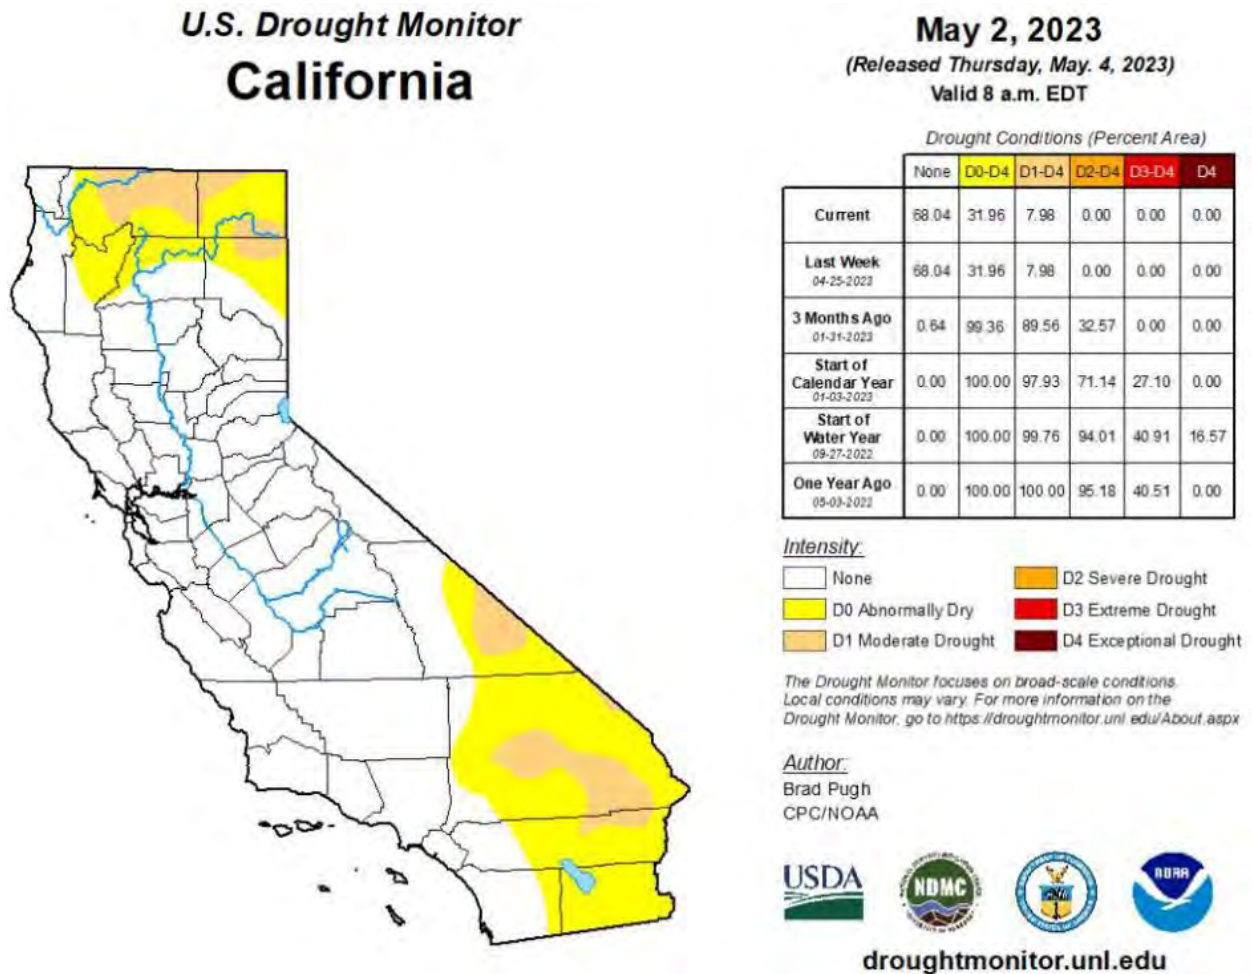 U.S. Drought Monitor
California
May 2, 2023
(Released Thursday, May. 4, 2023)
Valid 8 a.m. EDT
Drought Conditions (Percent Area)
None D0-D4 D1-D4 D2-D4 D3-D4 D4
Current 68.04 31.96 7.98 0.00 0.00 0.00
Last Week
04-25-2023 68.04 31.96 7.98 0.00 0.00 0.00
3 Months Ago
01-31-2023 0.64 99.36 89.56 32.57 0.00 0.00
Start of
Calendar Year
01-03-2023 0.00 100.00 97.93 71.14 27.10 0.00
Start of
Water Year
09-27-2022 0.00 100.00 99.76 94.01 40.91 16.57
One Year Ago
05-03-2022 0.00 100.00 100.00 95.18 40.51 0.00
Intensity:
None
D0 Abnormally Dry
D1 Moderate Drought
D2 Severe Drought
D3 Extreme Drought
D4 Exceptional Drought
The Drought Monitor focuses on broad-scale conditions.
Local conditions may vary. For more information on the
Drought Monitor, go to https://droughtmonitor.unl.edu/About.aspx
Author:
Brad Pugh
CPC/NOAA
USDA
NDMC
NOAA
droughtmonitor.unl.edu